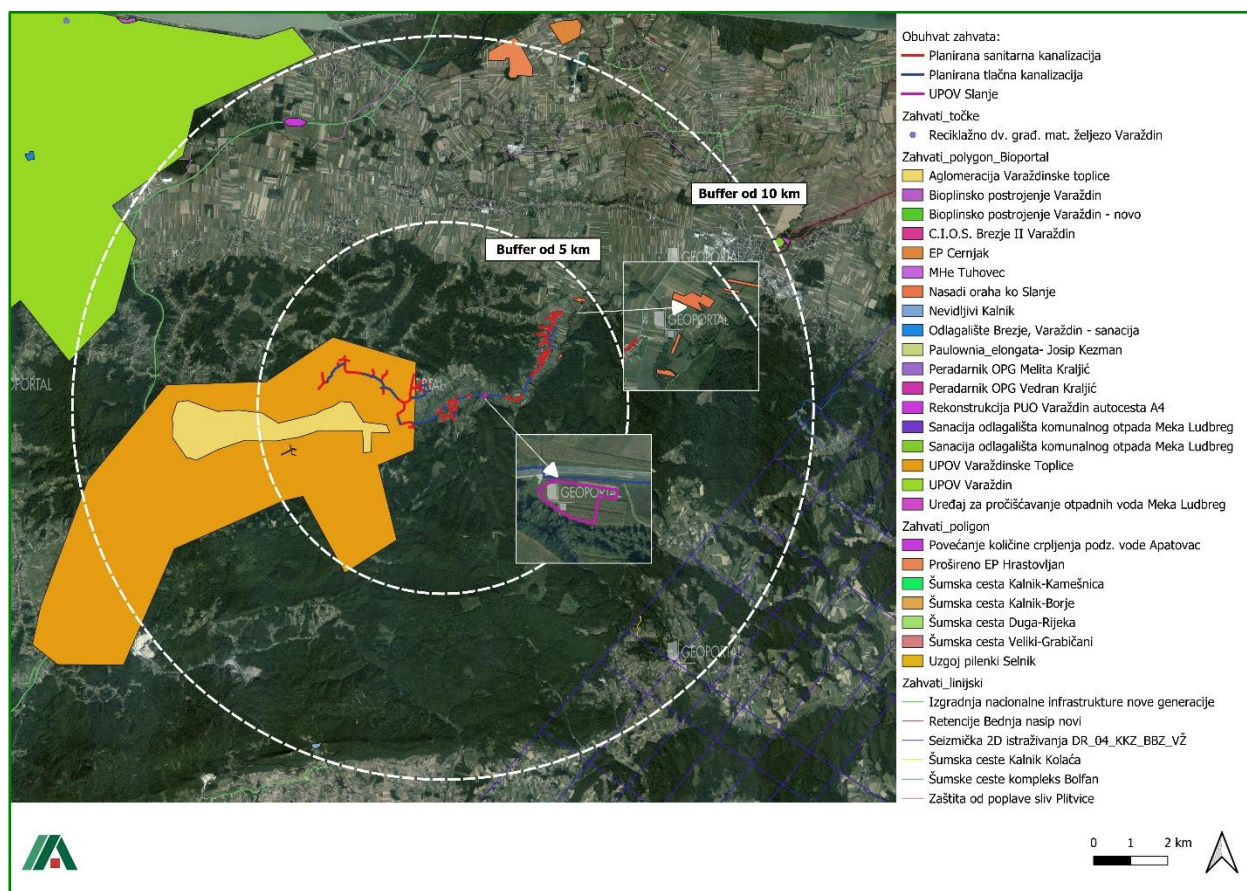 Buffer od 10 km
Buffer od 5 km
GEOPORTAL
GEOPORTAL
GEOPORTAL
GEOPORTAL
Obuhvat zahvata:
Planirana sanitarna kanalizacija
Planirana tlačna kanalizacija
UPOV Slanje
Zahvati_točke
Reciklažno dv. građ. mat. željezo Varaždin
Zahvati_polygon_Bioportal
Aglomeracija Varaždinske toplice
Bioplinsko postrojenje Varaždin
Bioplinsko postrojenje Varaždin - novo
C.I.O.S. Brezje II Varaždin
EP Cernjak
MHe Tuhovec
Nasadi oraha ko Slanje
Nevidljivi Kalnik
Odlagalište Brezje, Varaždin - sanacija
Paulownia_elongata- Josip Kezman
Peradarnik OPG Melita Kraljić
Peradarnik OPG Vedran Kraljić
Rekonstrukcija PUO Varaždin autocesta A4
Sanacija odlagališta komunalnog otpada Meka Ludbreg
Sanacija odlagališta komunalnog otpada Meka Ludbreg
UPOV Varaždinske Toplice
UPOV Varaždin
Uređaj za pročišćavanje otpadnih voda Meka Ludbreg
Zahvati_poligon
Povećanje količine crpljenja podz. vode Apatovac
Prošireno EP Hrastovljan
Šumska cesta Kalnik-Kamešnica
Šumska cesta Kalnik-Borje
Šumska cesta Duga-Rijeka
Šumska cesta Veliki-Grabičani
Uzgoj pilenki Selnik
Zahvati_linijski
Izgradnja nacionalne infrastrukture nove generacije
Retencije Bednja nasip novi
Seizmička 2D istraživanja DR_04_KKZ_BBZ_VŽ
Šumske ceste Kalnik Kolaća
Šumske ceste kompleks Bolfan
Zaštita od poplave sliv Plitvice
0 1 2 km